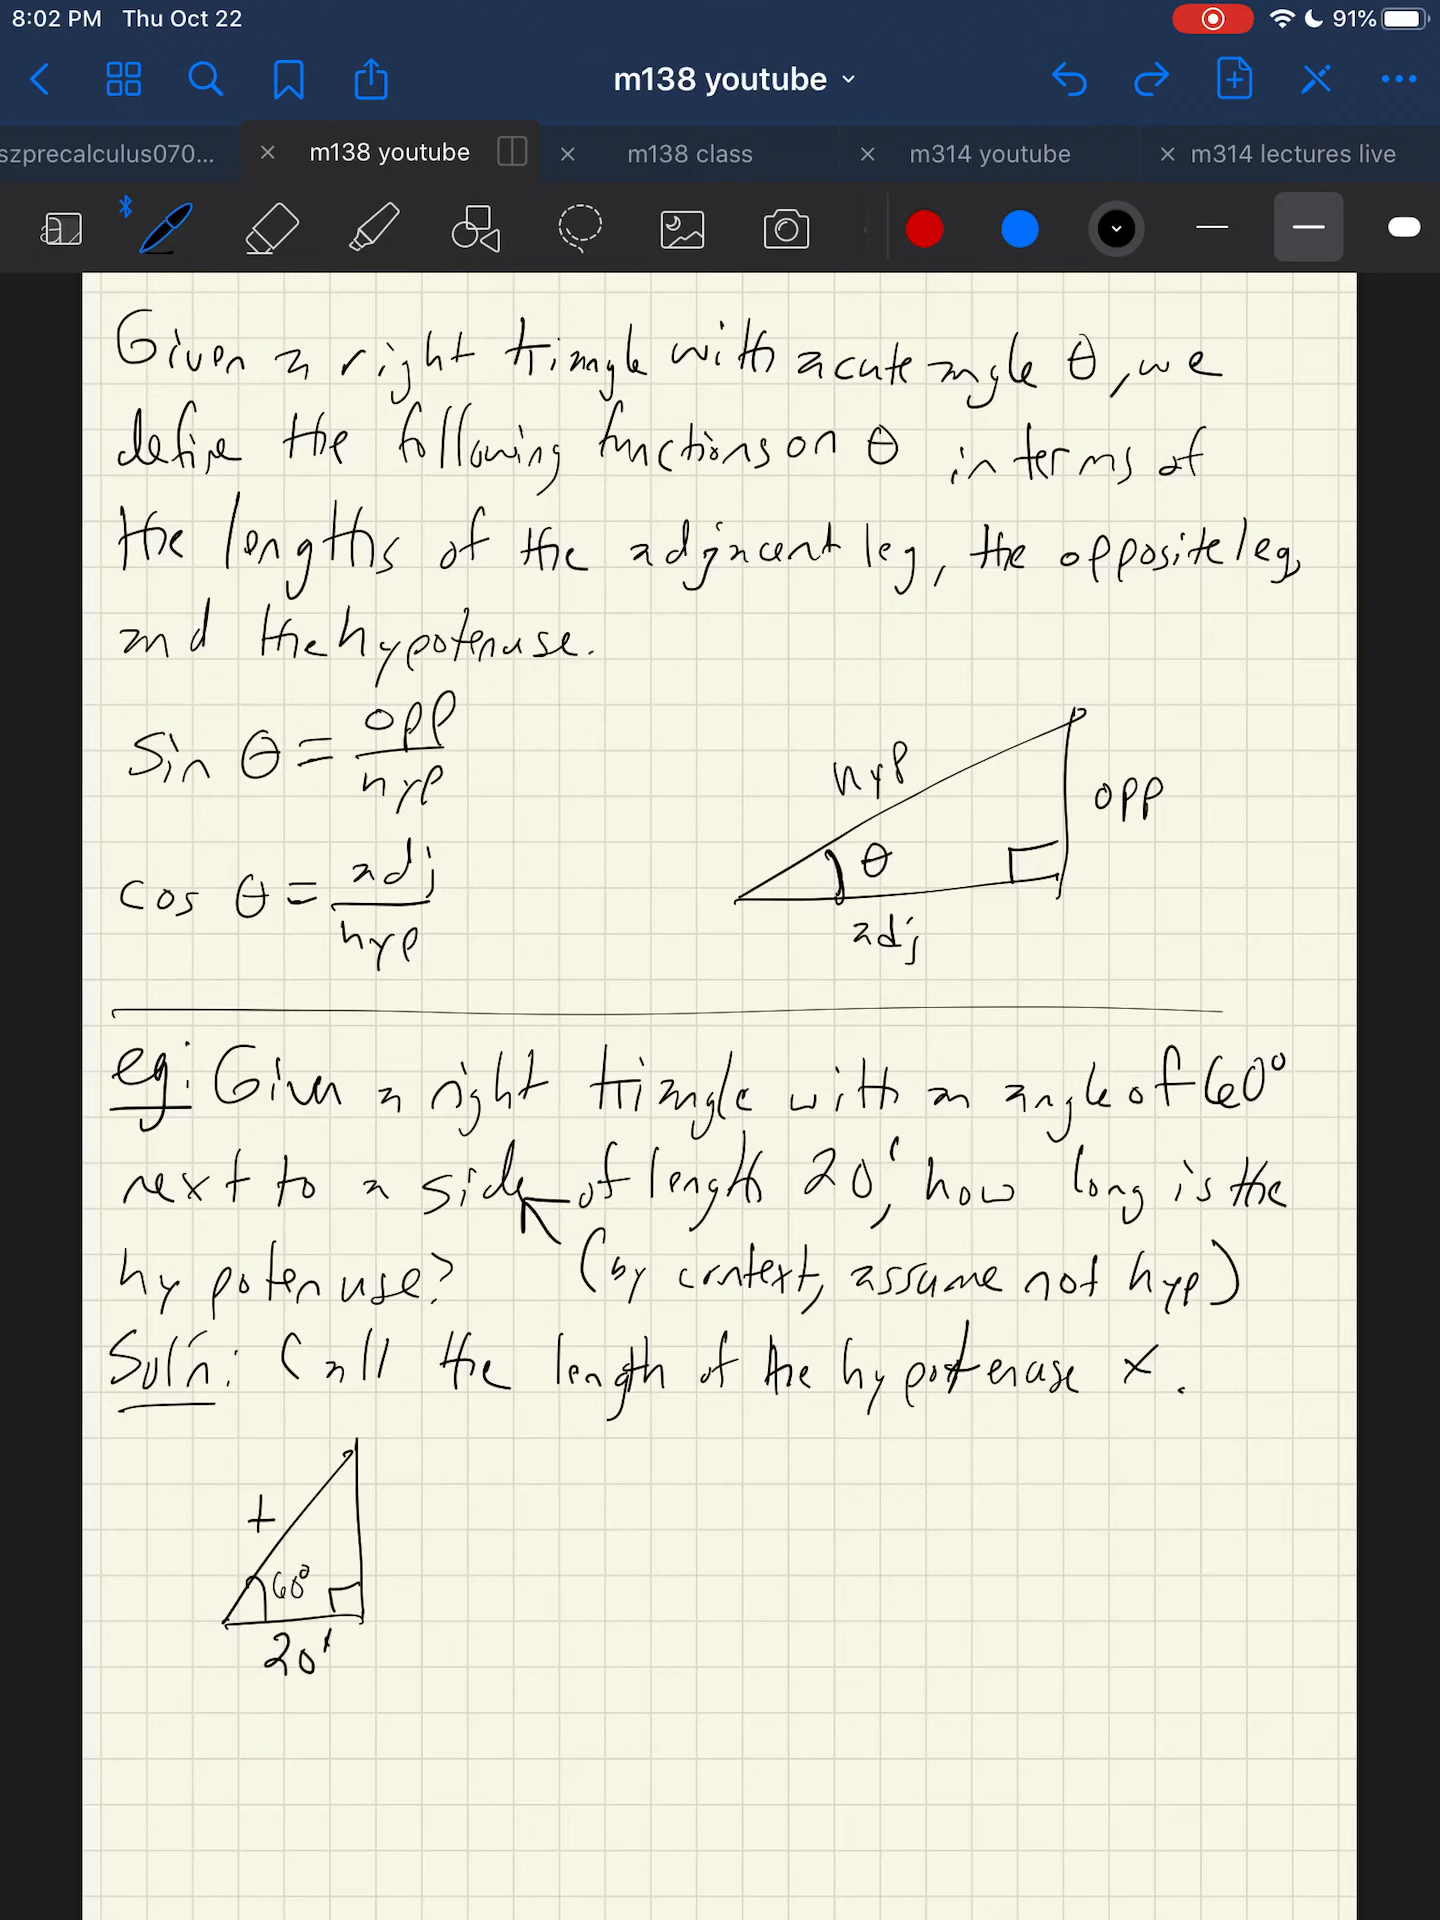 8:02 PM Thu Oct 22
91%
m138 youtube
szprecalculus070...
m138 youtube
m138 class
m314 youtube
m314 lectures live
Given a right triangle with acute angle θ, we
define the following functions on θ in terms of
the lengths of the adjacent leg, the opposite leg,
and the hypotenuse.
sin θ = opp/hyp
hyp
opp
θ
adj
cos θ = adj/hyp
eg: Given a right triangle with an angle of 60°
next to a side of length 20', how long is the
hypotenuse? (by context, assume not hyp)
Sol'n: Call the length of the hypotenuse x.
x
60°
20'